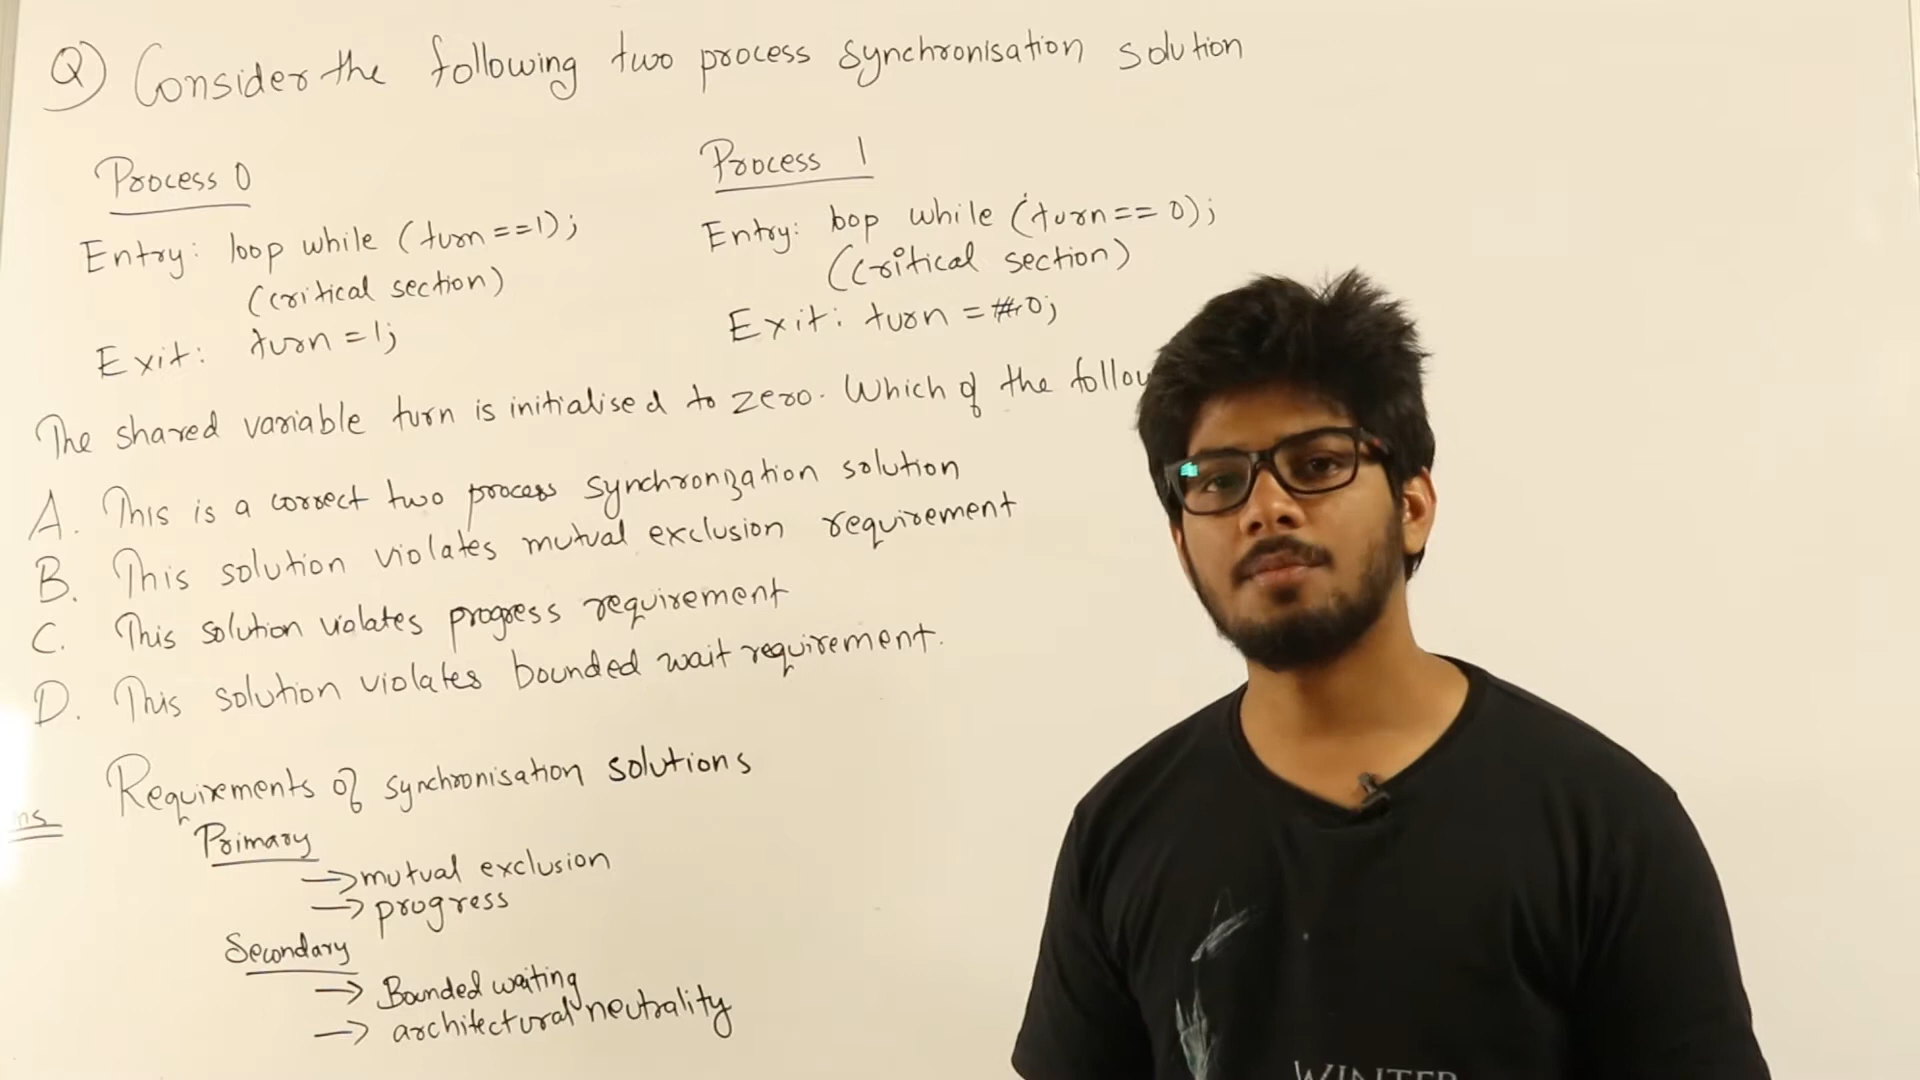 Q) Consider the following two process synchronisation solution
Process 0
Entry: loop while (turn==1);
(critical section)
Exit: turn = 1;
Process 1
Entry: loop while (turn== 0);
(critical section)
Exit: turn = 0;
The shared variable turn is initialised to zero. Which of the
A. This is a correct two process synchronization solution
B. This solution violates mutual exclusion requirement
C. This solution violates progress requirement
D. This solution violates bounded wait requirement.
Requirements of synchronisation solutions
ns
Primary
→ mutual exclusion
→ progress
Secondary
→ Bounded waiting
→ architectural neutrality
WINTER